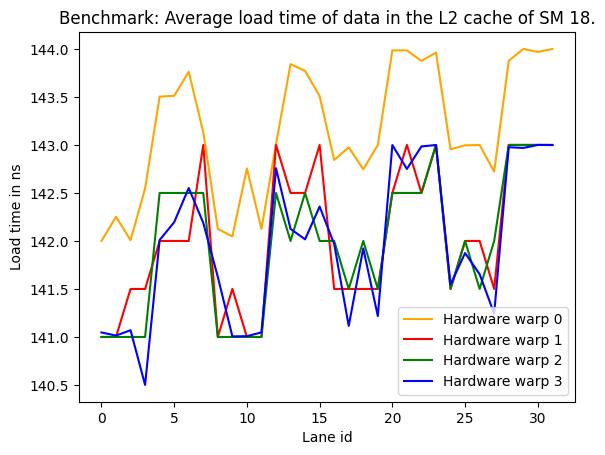 Benchmark: Average load time of data in the L2 cache of SM 18.
Load time in ns
144.0
143.5
143.0
142.5
142.0
141.5
141.0
140.5
0 5 10 15 20 25 30
Lane id
Hardware warp 0
Hardware warp 1
Hardware warp 2
Hardware warp 3